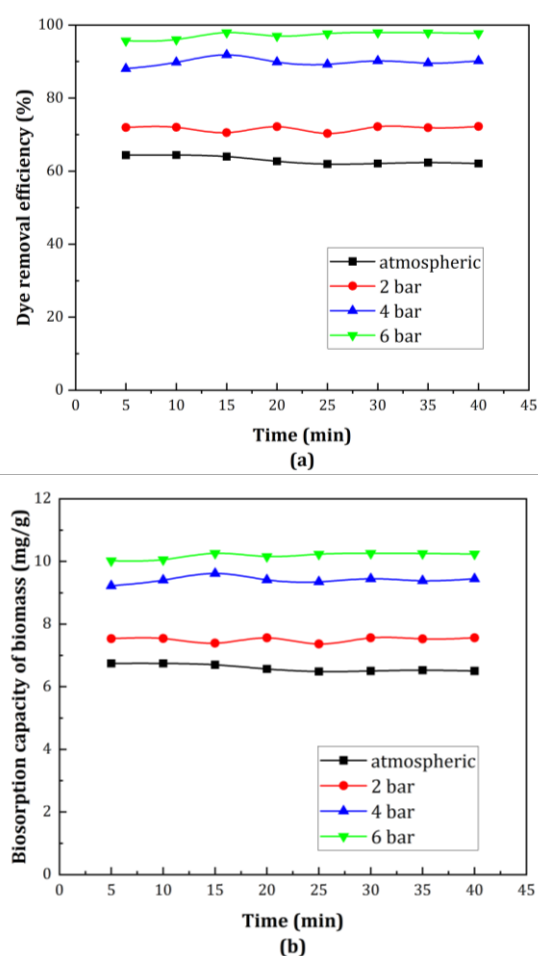 100
80
60
40
20
0
Dye removal efficiency (%)
atmospheric
2 bar
4 bar
6 bar
0 5 10 15 20 25 30 35 40 45
Time (min)
(a)
12
10
8
6
4
2
0
Biosorption capacity of biomass (mg/g)
atmospheric
2 bar
4 bar
6 bar
0 5 10 15 20 25 30 35 40 45
Time (min)
(b)